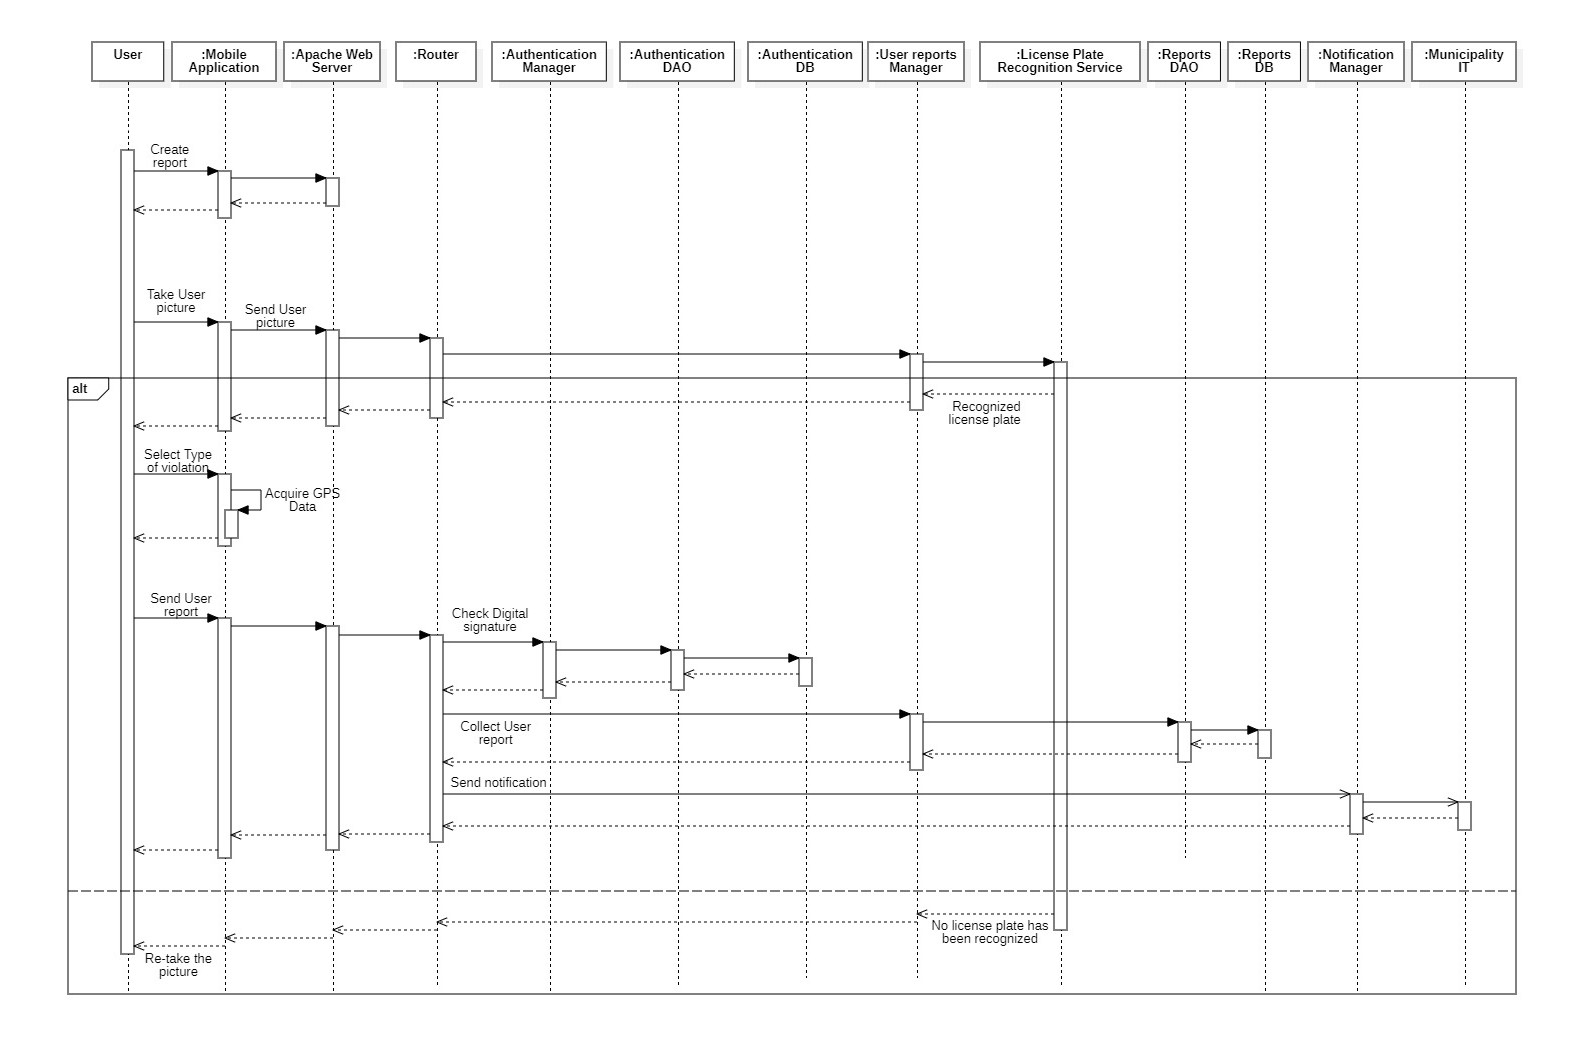 User
:Mobile
Application
:Apache Web
Server
:Router
:Authentication
Manager
:Authentication
DAO
:Authentication
DB
:User reports
Manager
:License Plate
Recognition Service
:Reports
DAO
:Reports
DB
:Notification
Manager
:Municipality
IT
Create
report
Take User
picture
Send User
picture
alt
Recognized
license plate
Select Type
of violation
Acquire GPS
Data
Send User
report
Check Digital
signature
Collect User
report
Send notification
No license plate has
been recognized
Re-take the
picture